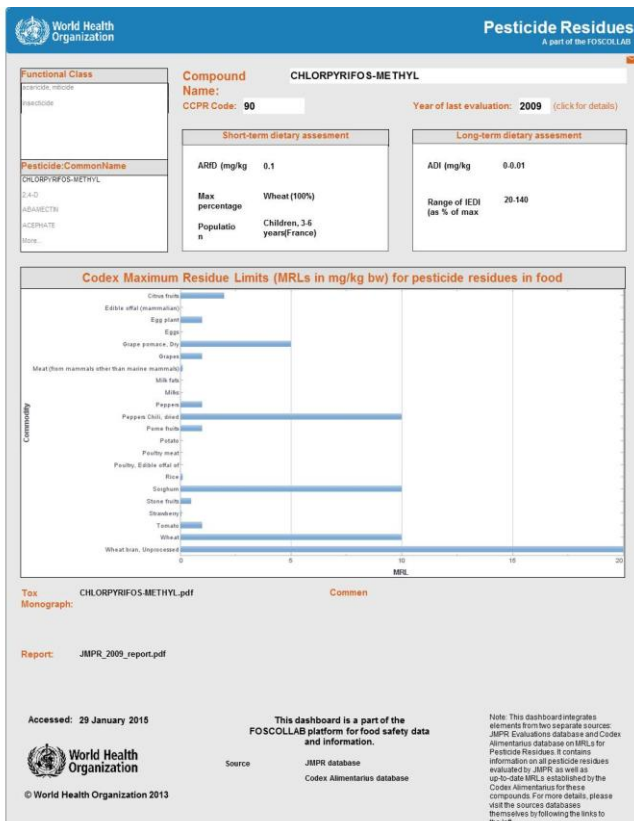 World Health
Organization
Pesticide Residues
A part of the FOSCOLLAB
Functional Class
acaricide, miticide
insecticide
Pesticide:CommonName
CHLORPYRIFOS-METHYL
2,4-D
ABAMECTIN
ACEPHATE
More...
Compound
Name:
CHLORPYRIFOS-METHYL
CCPR Code: 90
Year of last evaluation: 2009 (click for details)
Short-term dietary assesment
ARfD (mg/kg 0.1
Max
percentage
Wheat (100%)
Populatio
n
Children, 3-6
years(France)
Long-term dietary assesment
ADI (mg/kg 0-0.01
Range of IEDI
(as % of max
20-140
Codex Maximum Residue Limits (MRLs in mg/kg bw) for pesticide residues in food
Commodity
Citrus fruits
Edible offal (mammalian)
Egg plant
Eggs
Grape pomace, Dry
Grapes
Meat (from mammals other than marine mammals)
Milk fats
Milks
Peppers
Peppers Chili, dried
Pome fruits
Potato
Poultry meat
Poultry, Edible offal of
Rice
Sorghum
Stone fruits
Strawberry
Tomato
Wheat
Wheat bran, Unprocessed
0 5 10 15 20
MRL
Tox
Monograph:
CHLORPYRIFOS-METHYL.pdf
Commen
Report: JMPR_2009_report.pdf
Accessed: 29 January 2015
World Health
Organization
© World Health Organization 2013
This dashboard is a part of the
FOSCOLLAB platform for food safety data
and information.
Source
JMPR database
Codex Alimentarius database
Note: This dashboard integrates
elements from two separate sources:
JMPR Evaluations database and Codex
Alimentarius database on MRLs for
Pesticide Residues. It contains
information on all pesticide residues
evaluated by JMPR as well as
up-to-date MRLs established by the
Codex Alimentarius for these
compounds. For more details, please
visit the sources databases
themselves by following the links to